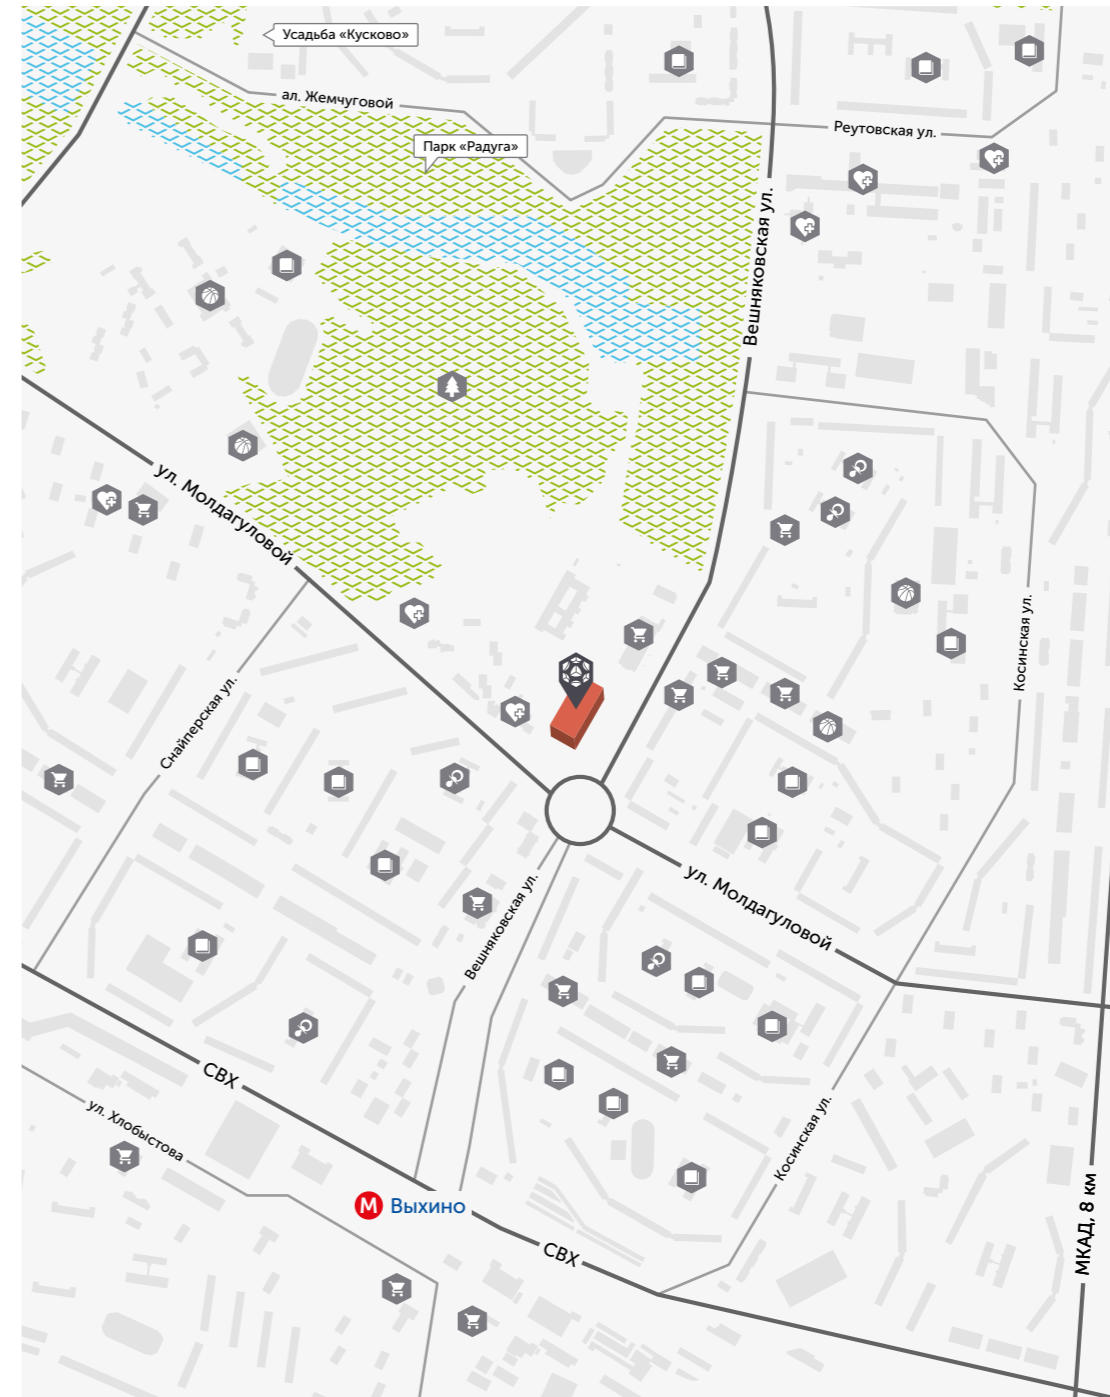 Усадьба «Кусково»
ал. Жемчуговой
Парк «Радуга»
Реутовская ул.
Вешняковская ул.
ул. Молдагуловой
Косинская ул.
Снайперская ул.
ул. Молдагуловой
Вешняковская ул.
СВХ
ул. Хлобыстова
Косинская ул.
М Выхино
МКАД, 8 км
СВХ